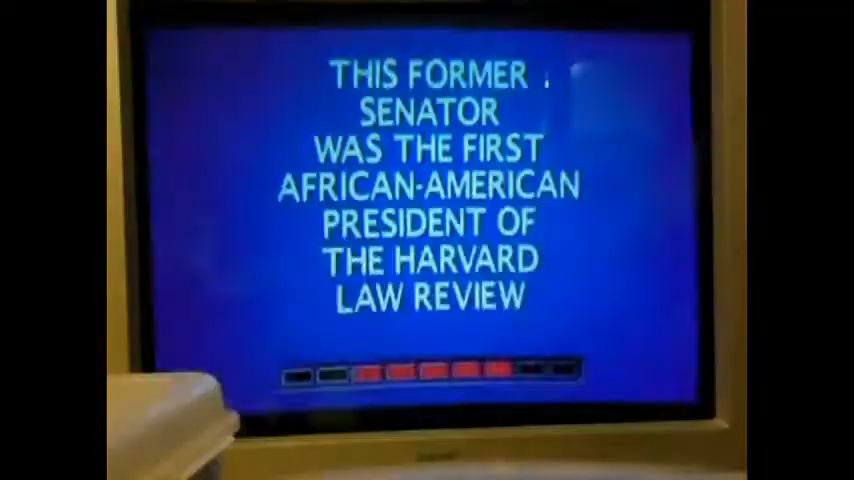 THIS FORMER
SENATOR
WAS THE FIRST
AFRICAN-AMERICAN
PRESIDENT OF
THE HARVARD
LAW REVIEW